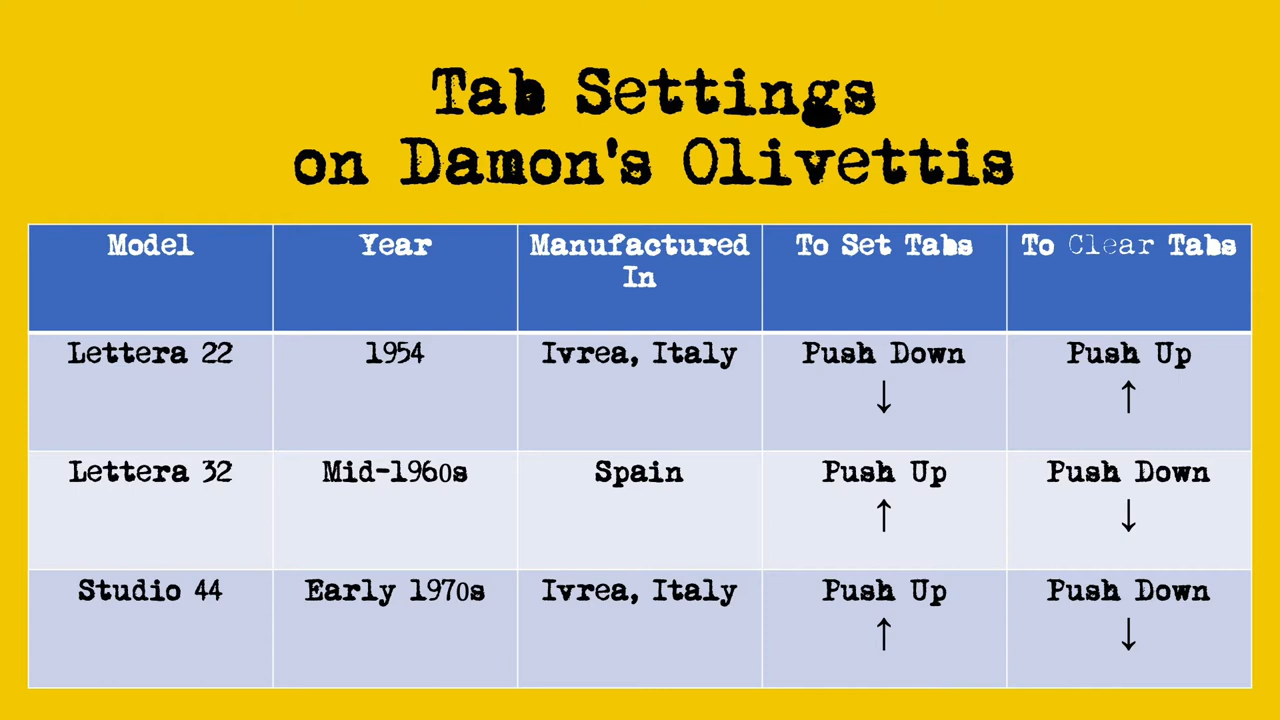 Tab Settings
on Damon's Olivettis
Model Year Manufactured In To Set Tabs To Clear Tabs
Lettera 22 1954 Ivrea, Italy Push Down Push Up
↓ ↑
Lettera 32 Mid-1960s Spain Push Up Push Down
↑ ↓
Studio 44 Early 1970s Ivrea, Italy Push Up Push Down
↑ ↓